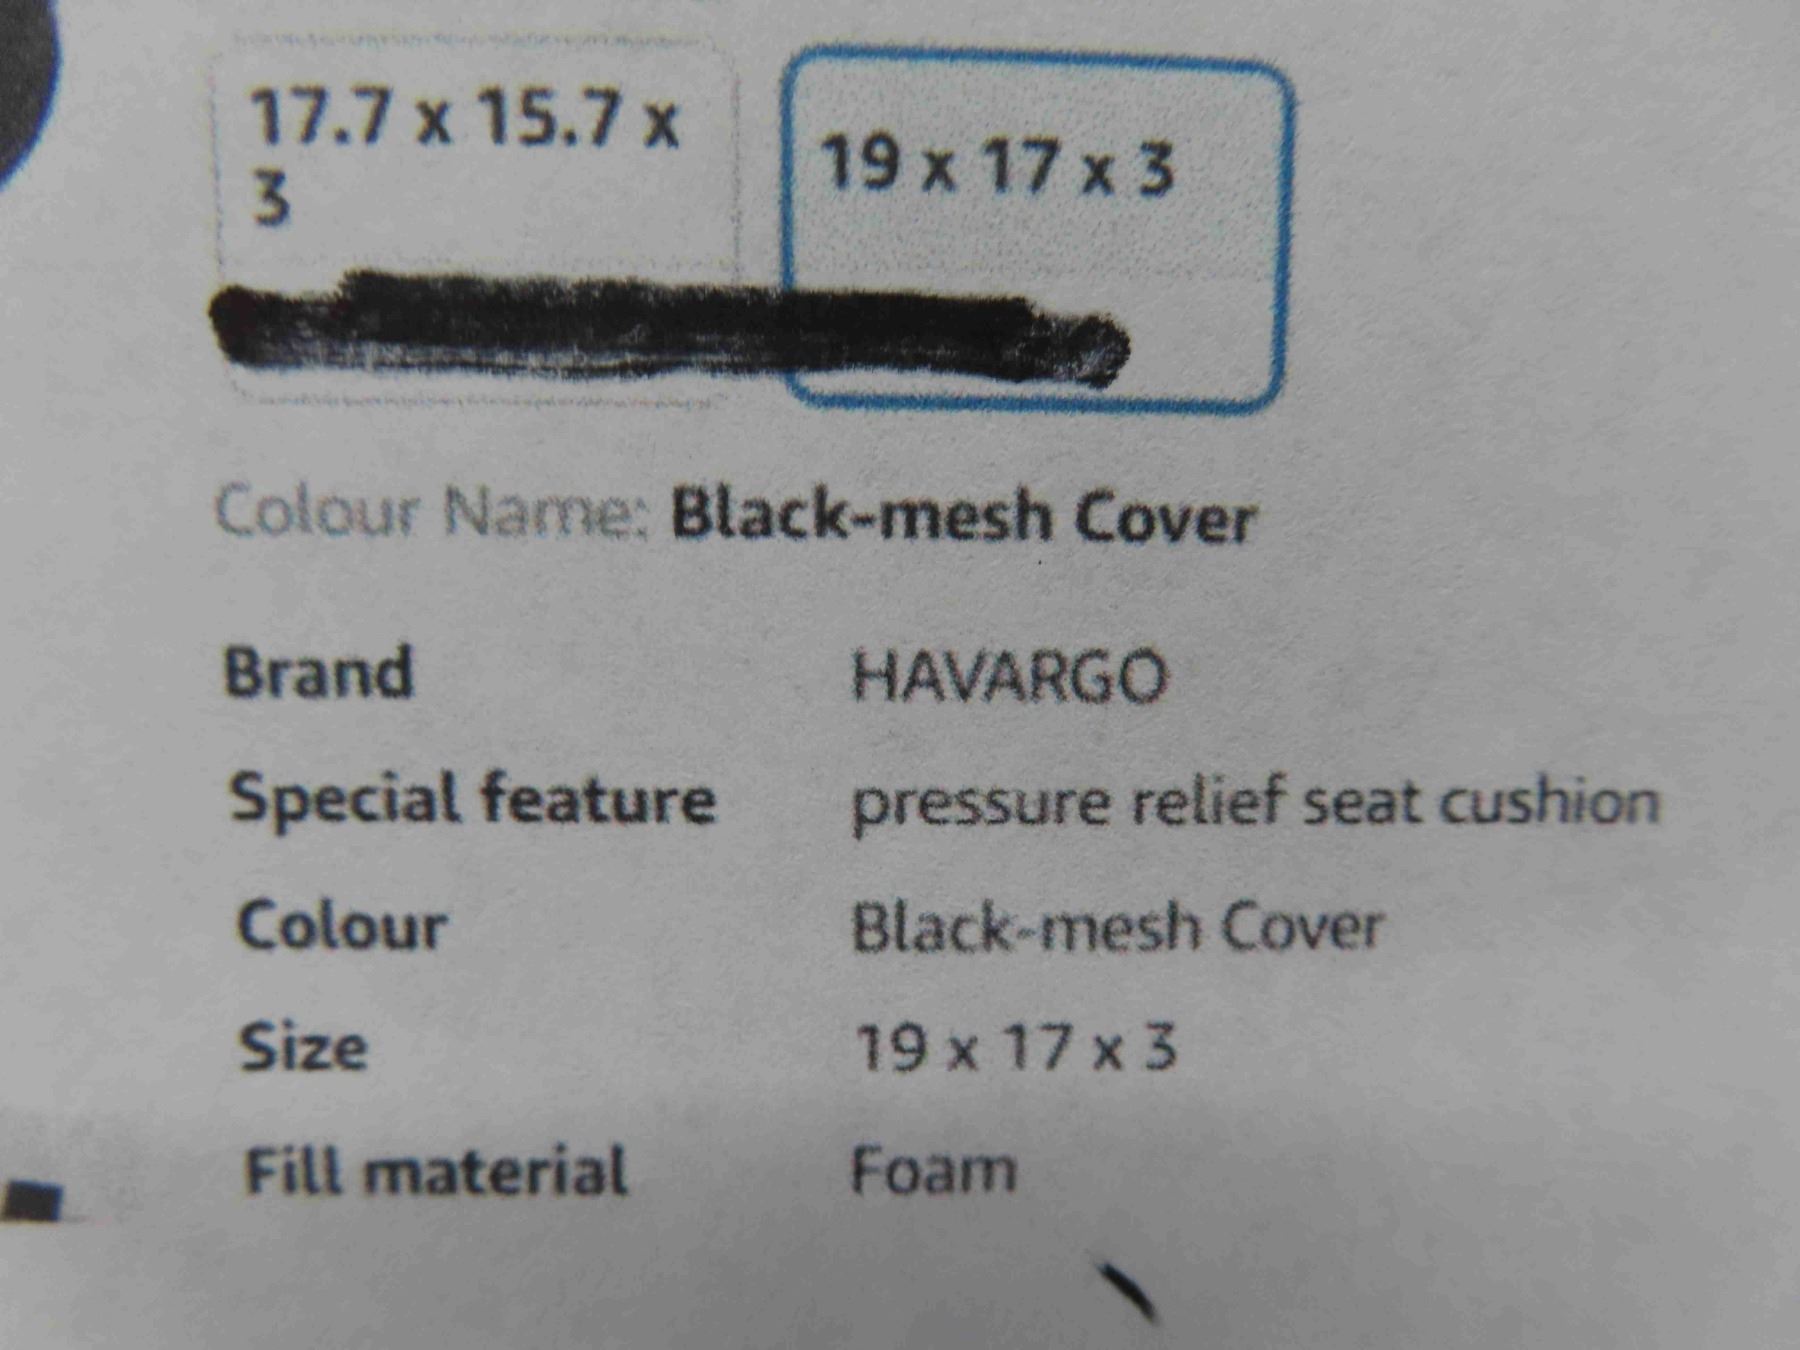 17.7 x 15.7 x
3
19 x 17 x 3
Colour Name: Black-mesh Cover
Brand HAVARGO
Special feature pressure relief seat cushion
Colour Black-mesh Cover
Size 19 x 17 x 3
Fill material Foam